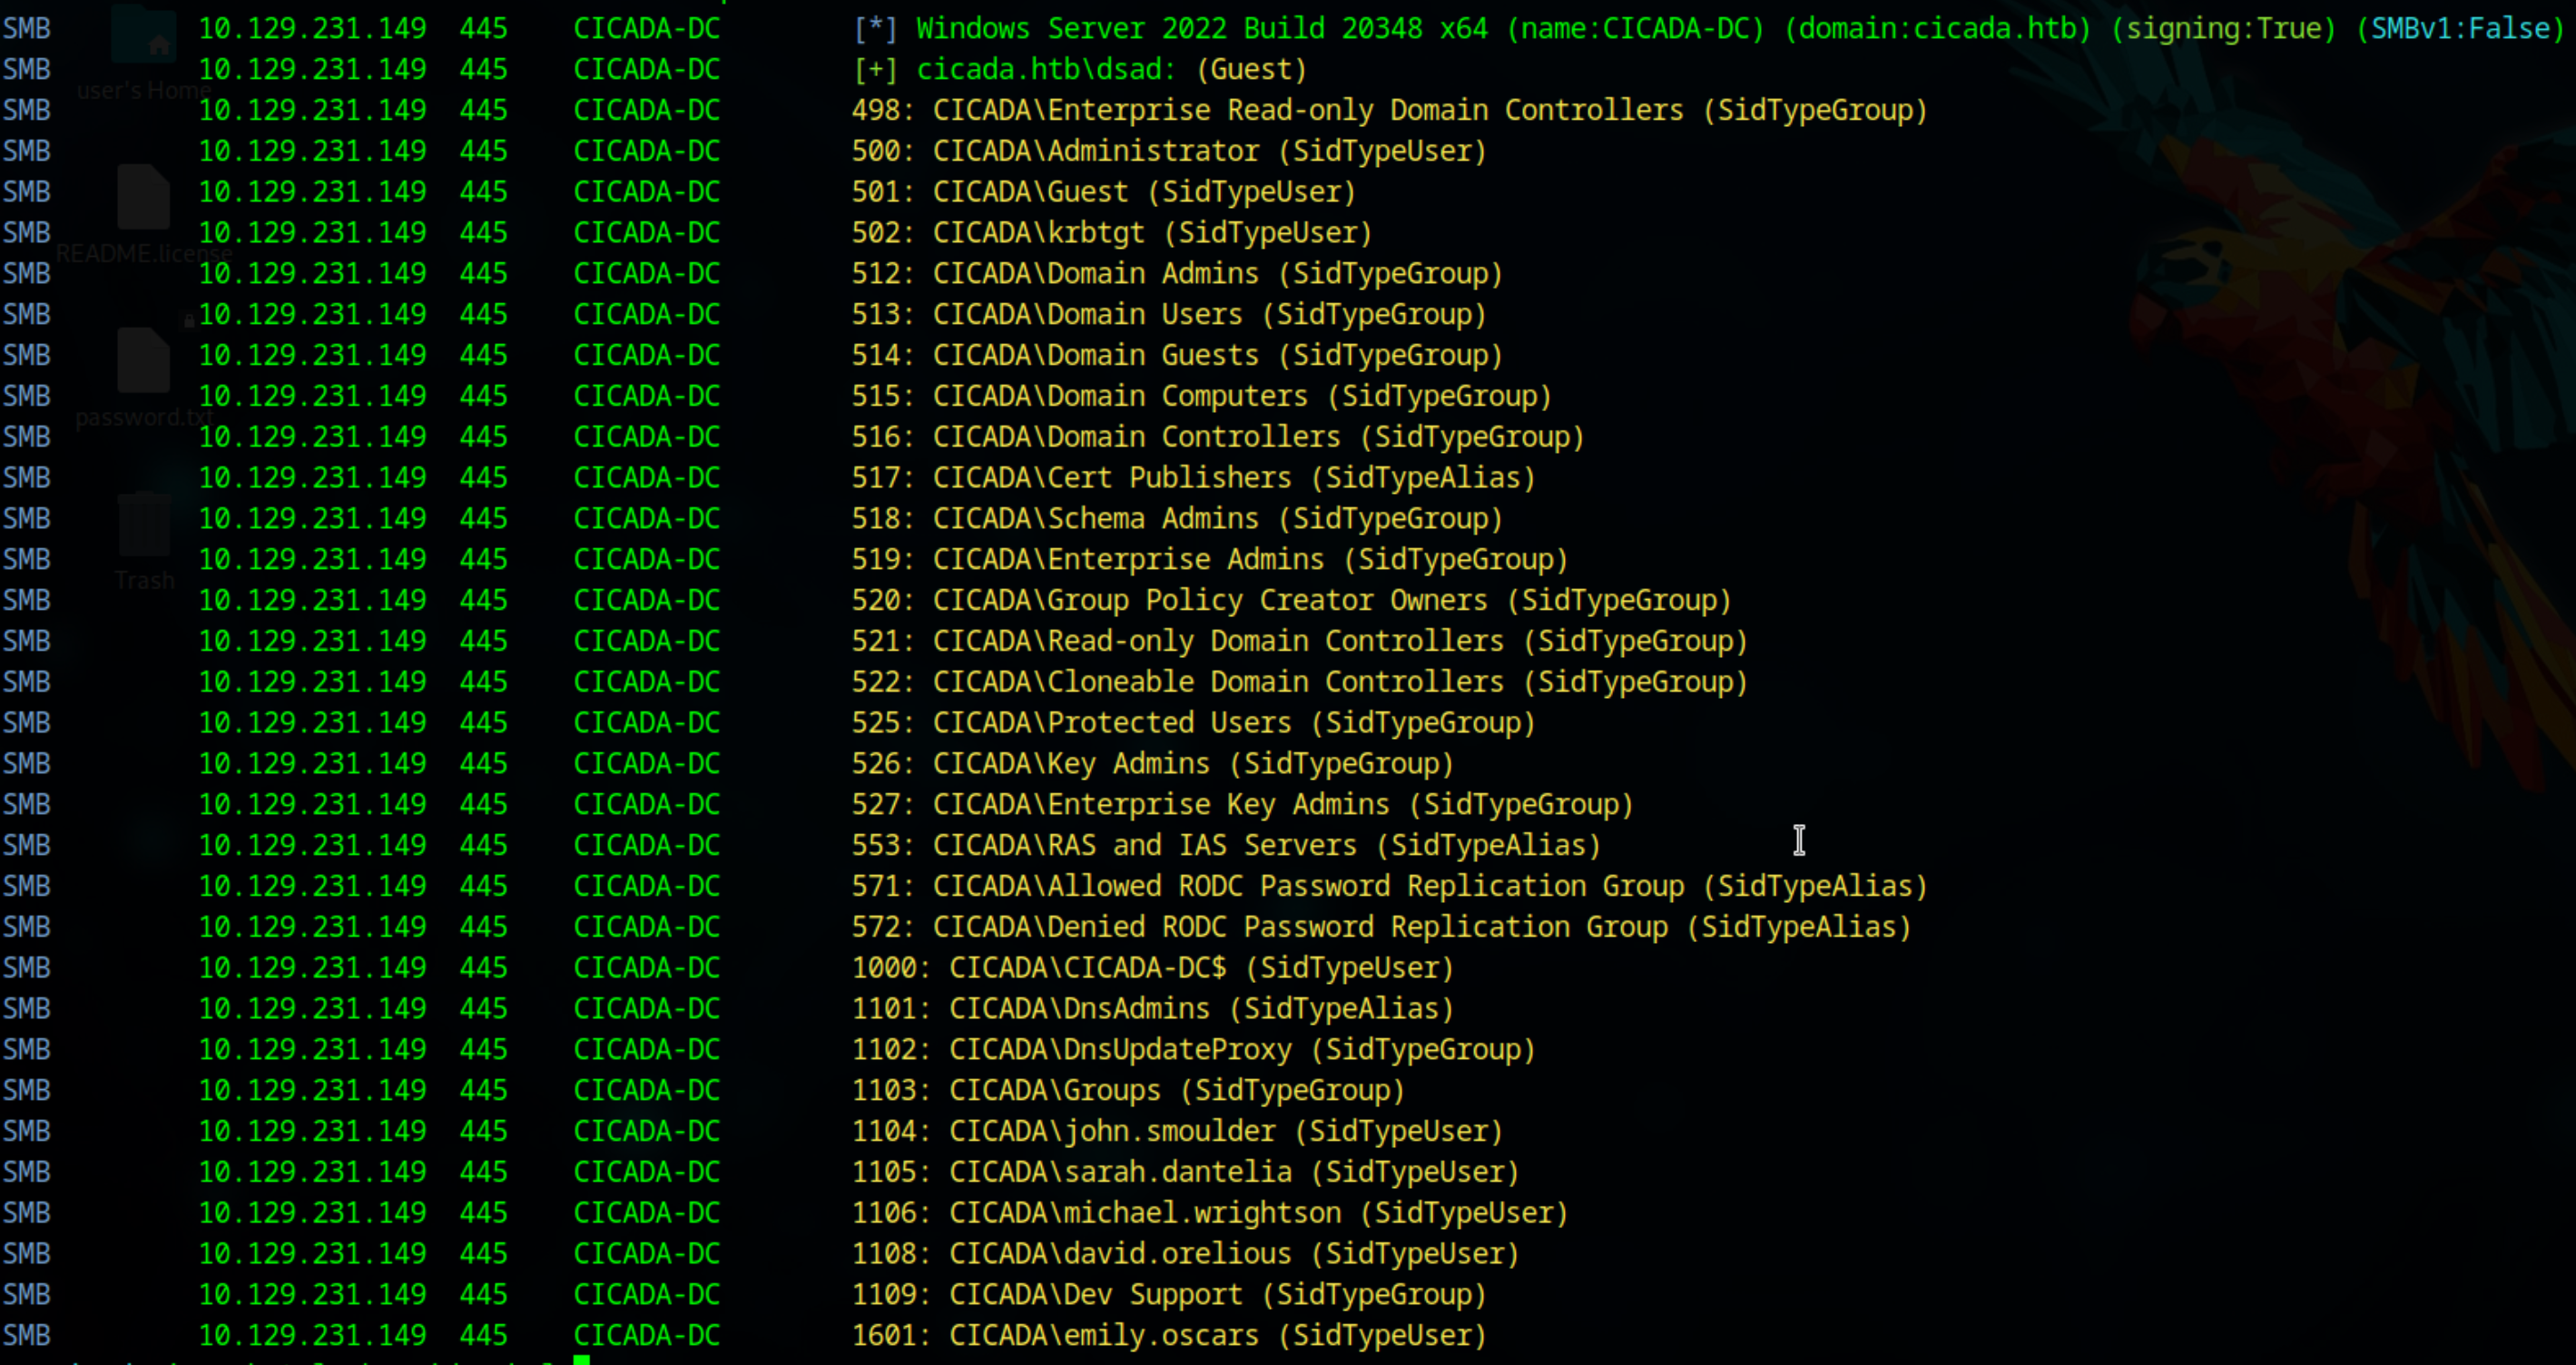 SMB 10.129.231.149 445 CICADA-DC [*] Windows Server 2022 Build 20348 x64 (name:CICADA-DC) (domain:cicada.htb) (signing:True) (SMBv1:False)
SMB 10.129.231.149 445 CICADA-DC [+] cicada.htb\dsad: (Guest)
user's Home
SMB 10.129.231.149 445 CICADA-DC 498: CICADA\Enterprise Read-only Domain Controllers (SidTypeGroup)
SMB 10.129.231.149 445 CICADA-DC 500: CICADA\Administrator (SidTypeUser)
SMB 10.129.231.149 445 CICADA-DC 501: CICADA\Guest (SidTypeUser)
SMB 10.129.231.149 445 CICADA-DC 502: CICADA\krbtgt (SidTypeUser)
README.license
SMB 10.129.231.149 445 CICADA-DC 512: CICADA\Domain Admins (SidTypeGroup)
SMB 10.129.231.149 445 CICADA-DC 513: CICADA\Domain Users (SidTypeGroup)
SMB 10.129.231.149 445 CICADA-DC 514: CICADA\Domain Guests (SidTypeGroup)
SMB 10.129.231.149 445 CICADA-DC 515: CICADA\Domain Computers (SidTypeGroup)
password.txt
SMB 10.129.231.149 445 CICADA-DC 516: CICADA\Domain Controllers (SidTypeGroup)
SMB 10.129.231.149 445 CICADA-DC 517: CICADA\Cert Publishers (SidTypeAlias)
SMB 10.129.231.149 445 CICADA-DC 518: CICADA\Schema Admins (SidTypeGroup)
SMB 10.129.231.149 445 CICADA-DC 519: CICADA\Enterprise Admins (SidTypeGroup)
Trash
SMB 10.129.231.149 445 CICADA-DC 520: CICADA\Group Policy Creator Owners (SidTypeGroup)
SMB 10.129.231.149 445 CICADA-DC 521: CICADA\Read-only Domain Controllers (SidTypeGroup)
SMB 10.129.231.149 445 CICADA-DC 522: CICADA\Cloneable Domain Controllers (SidTypeGroup)
SMB 10.129.231.149 445 CICADA-DC 525: CICADA\Protected Users (SidTypeGroup)
SMB 10.129.231.149 445 CICADA-DC 526: CICADA\Key Admins (SidTypeGroup)
SMB 10.129.231.149 445 CICADA-DC 527: CICADA\Enterprise Key Admins (SidTypeGroup)
SMB 10.129.231.149 445 CICADA-DC 553: CICADA\RAS and IAS Servers (SidTypeAlias)
SMB 10.129.231.149 445 CICADA-DC 571: CICADA\Allowed RODC Password Replication Group (SidTypeAlias)
SMB 10.129.231.149 445 CICADA-DC 572: CICADA\Denied RODC Password Replication Group (SidTypeAlias)
SMB 10.129.231.149 445 CICADA-DC 1000: CICADA\CICADA-DC$ (SidTypeUser)
SMB 10.129.231.149 445 CICADA-DC 1101: CICADA\DnsAdmins (SidTypeAlias)
SMB 10.129.231.149 445 CICADA-DC 1102: CICADA\DnsUpdateProxy (SidTypeGroup)
SMB 10.129.231.149 445 CICADA-DC 1103: CICADA\Groups (SidTypeGroup)
SMB 10.129.231.149 445 CICADA-DC 1104: CICADA\john.smoulder (SidTypeUser)
SMB 10.129.231.149 445 CICADA-DC 1105: CICADA\sarah.dantelia (SidTypeUser)
SMB 10.129.231.149 445 CICADA-DC 1106: CICADA\michael.wrightson (SidTypeUser)
SMB 10.129.231.149 445 CICADA-DC 1108: CICADA\david.orelious (SidTypeUser)
SMB 10.129.231.149 445 CICADA-DC 1109: CICADA\Dev Support (SidTypeGroup)
SMB 10.129.231.149 445 CICADA-DC 1601: CICADA\emily.oscars (SidTypeUser)